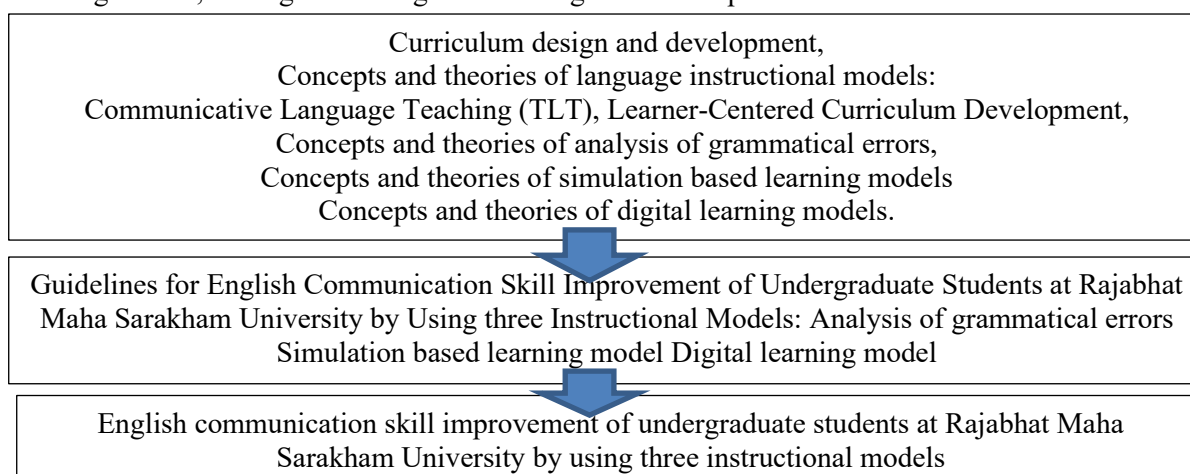 Curriculum design and development,
Concepts and theories of language instructional models:
Communicative Language Teaching (TLT), Learner-Centered Curriculum Development,
Concepts and theories of analysis of grammatical errors,
Concepts and theories of simulation based learning models
Concepts and theories of digital learning models.
Guidelines for English Communication Skill Improvement of Undergraduate Students at Rajabhat
Maha Sarakham University by Using three Instructional Models: Analysis of grammatical errors
Simulation based learning model Digital learning model
English communication skill improvement of undergraduate students at Rajabhat Maha
Sarakham University by using three instructional models